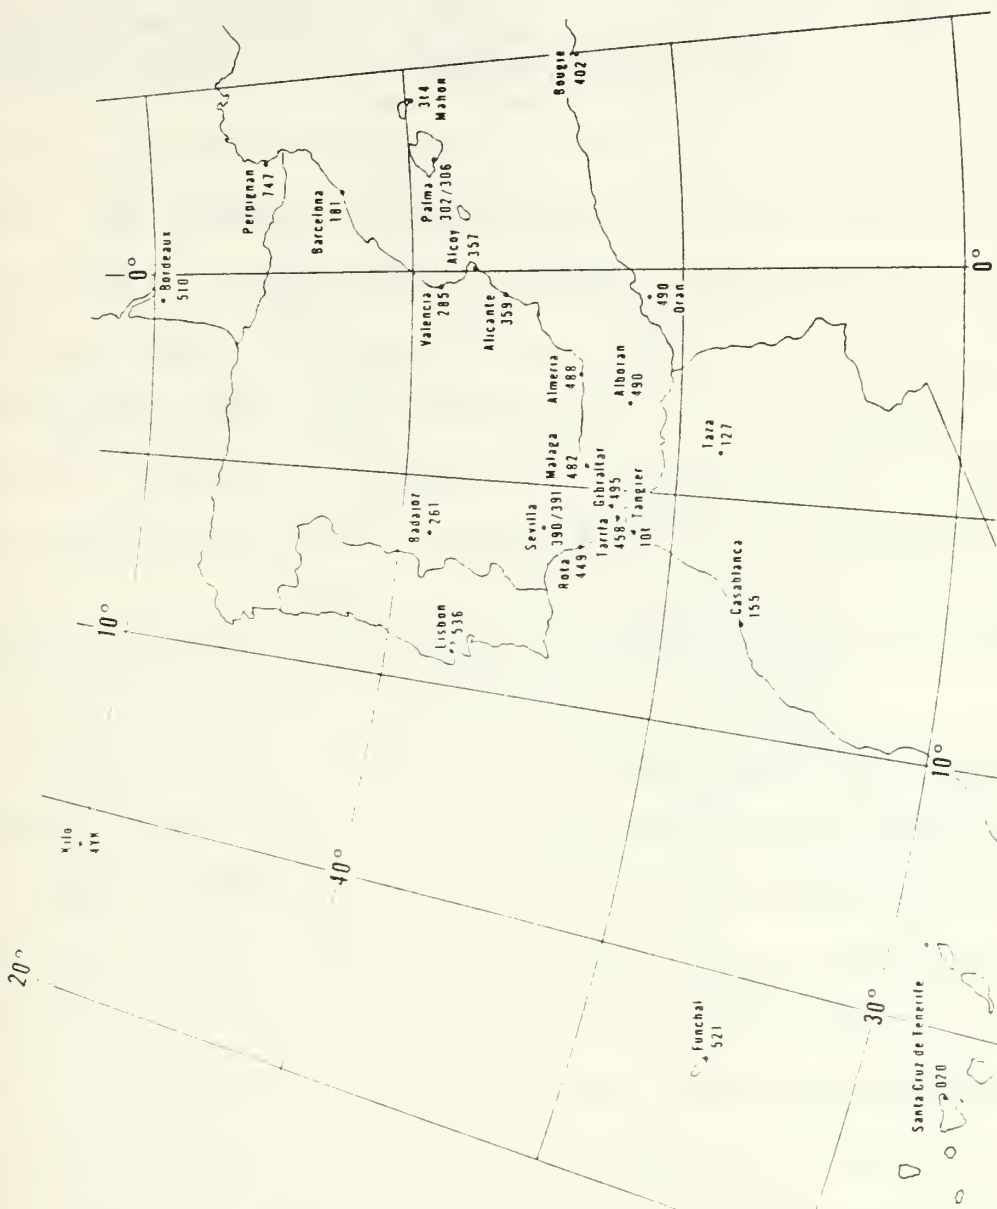 20°
10°
0°
Kilo
4YK
Bordeaux
510
Perpignan
747
Barcelona
181
314
Mahon
Palma
302/306
Alcoy
357
Valencia
285
Alicante
359
Bougie
402
Almeria
488
490
Oran
Alboran
490
Malaga
482
Gibraltar
495
Tarifa
458
Tangier
101
Sevilla
390/391
Rota
449
Badajoz
261
Lisbon
536
Taza
127
Casablanca
155
40°
Funchal
521
30°
Santa Cruz de Tenerife
020
10°
0°